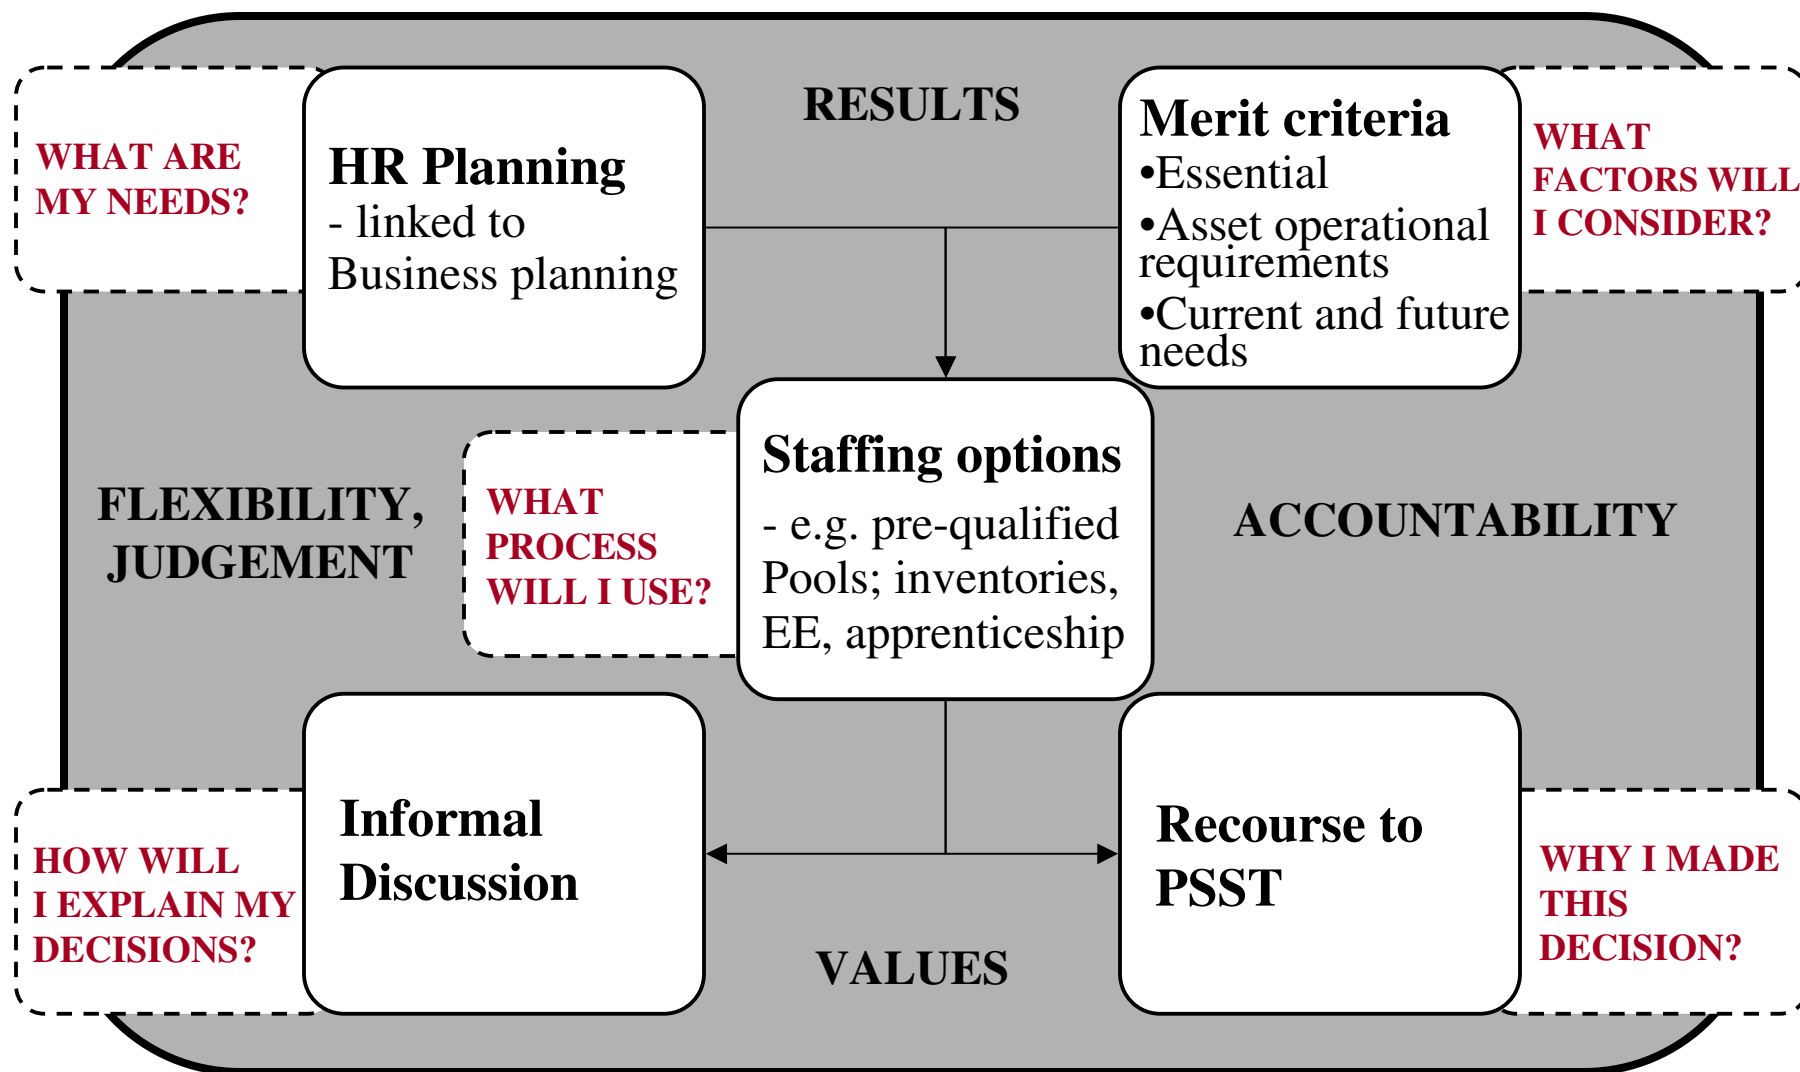 RESULTS
WHAT ARE
MY NEEDS?
HR Planning
- linked to
Business planning
Merit criteria
•Essential
•Asset operational
requirements
•Current and future
needs
WHAT
FACTORS WILL
I CONSIDER?
FLEXIBILITY,
JUDGEMENT
WHAT
PROCESS
WILL I USE?
Staffing options
- e.g. pre-qualified
Pools; inventories,
EE, apprenticeship
ACCOUNTABILITY
HOW WILL
I EXPLAIN MY
DECISIONS?
Informal
Discussion
Recourse to
PSST
WHY I MADE
THIS
DECISION?
VALUES